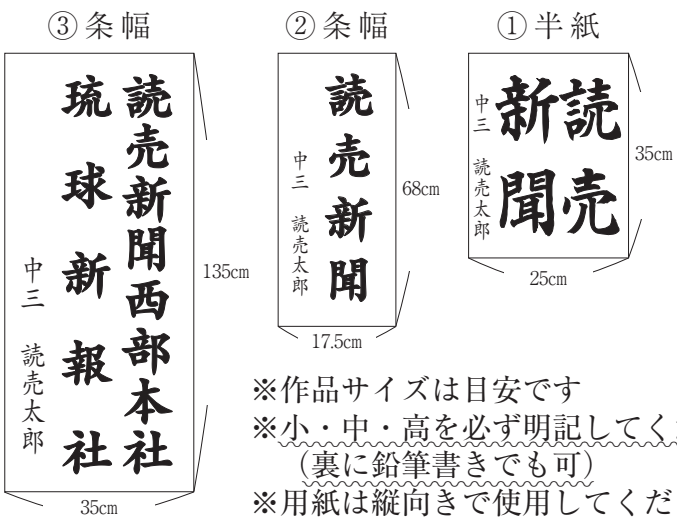 ①半紙
読売
新聞
中三 読売太郎
35cm
25cm
②条幅
読売新聞
中三 読売太郎
68cm
17.5cm
③条幅
読売新聞西部本社
琉球新報社
中三 読売太郎
135cm
35cm
※作品サイズは目安です
※小・中・高を必ず明記してく
(裏に鉛筆書きでも可)
※用紙は縦向きで使用してくだ